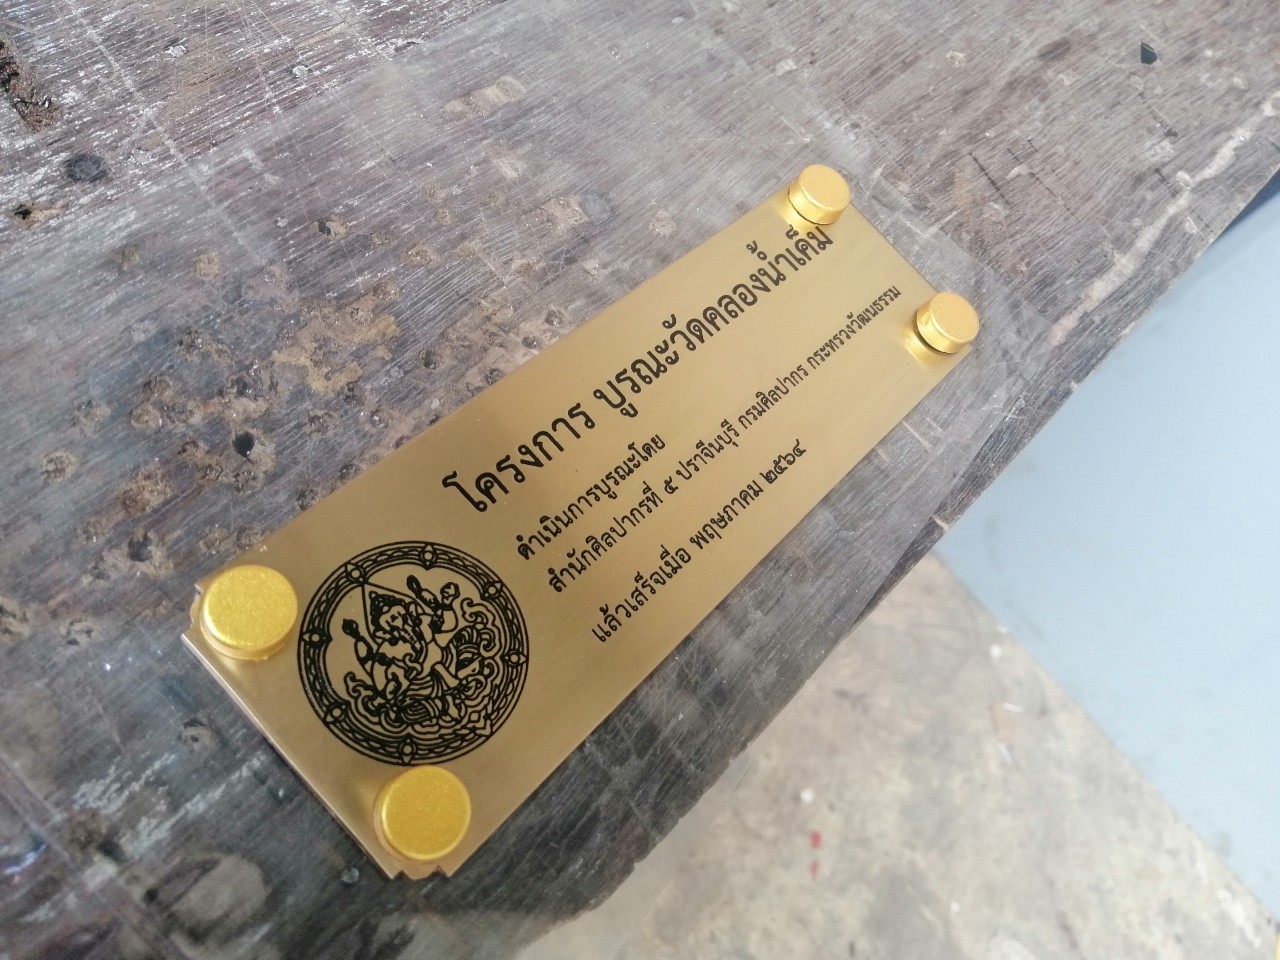 โครงการ บูรณะวัดคลองน้ำเค็ม
ดำเนินการบูรณะโดย
สำนักศิลปากรที่ ๕ ปราจีนบุรี กรมศิลปากร กระทรวงวัฒนธรรม
แล้วเสร็จเมื่อ พฤษภาคม ๒๕๖๔